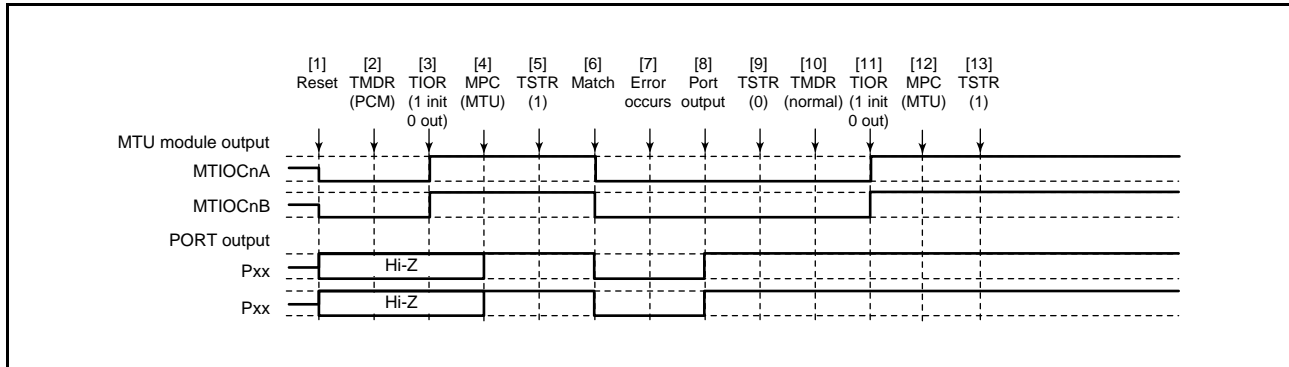 [1] [2] [3] [4] [5] [6] [7] [8] [9] [10] [11] [12] [13]
Reset TMDR TIOR MPC TSTR Match Error Port TSTR TMDR TIOR MPC TSTR
(PCM) (1 init (MTU) (1) occurs output (0) (normal) (1 init (MTU) (1)
0 out) 0 out)
MTU module output
MTIOCnA
MTIOCnB
PORT output
Pxx Hi-Z
Pxx Hi-Z